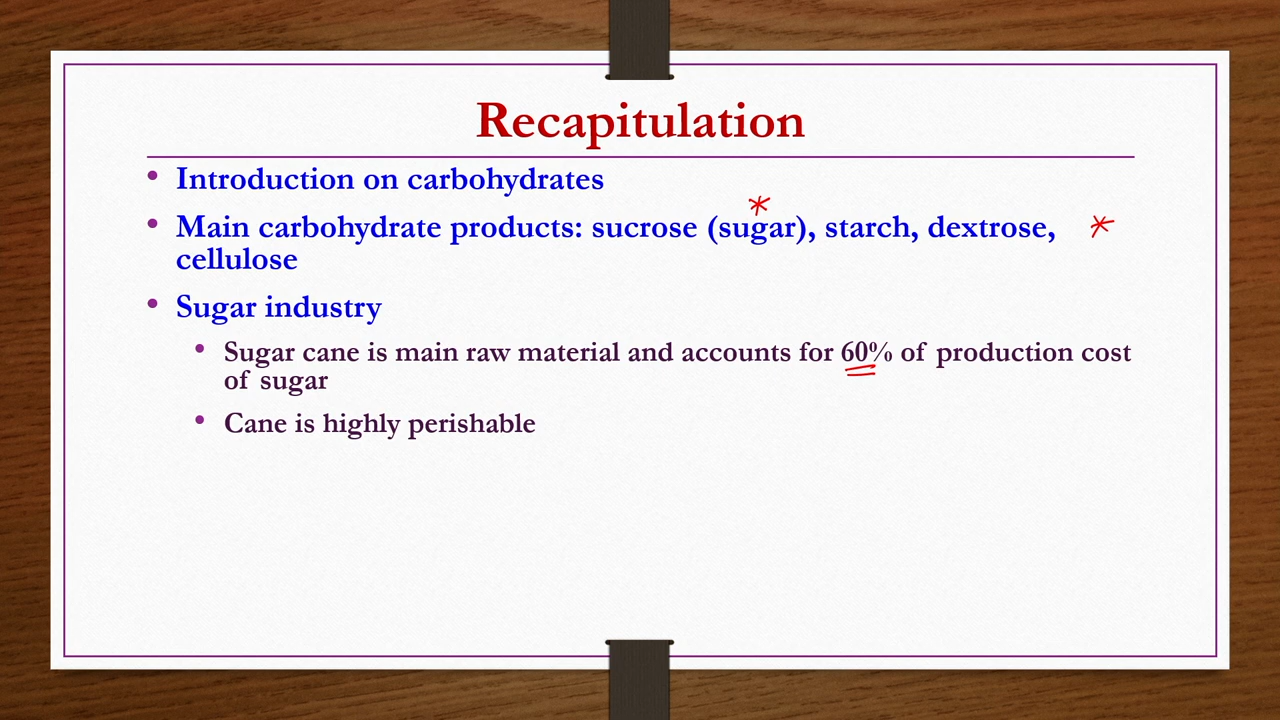 Recapitulation
• Introduction on carbohydrates
• Main carbohydrate products: sucrose (sugar), starch, dextrose,
cellulose
• Sugar industry
• Sugar cane is main raw material and accounts for 60% of production cost
of sugar
• Cane is highly perishable